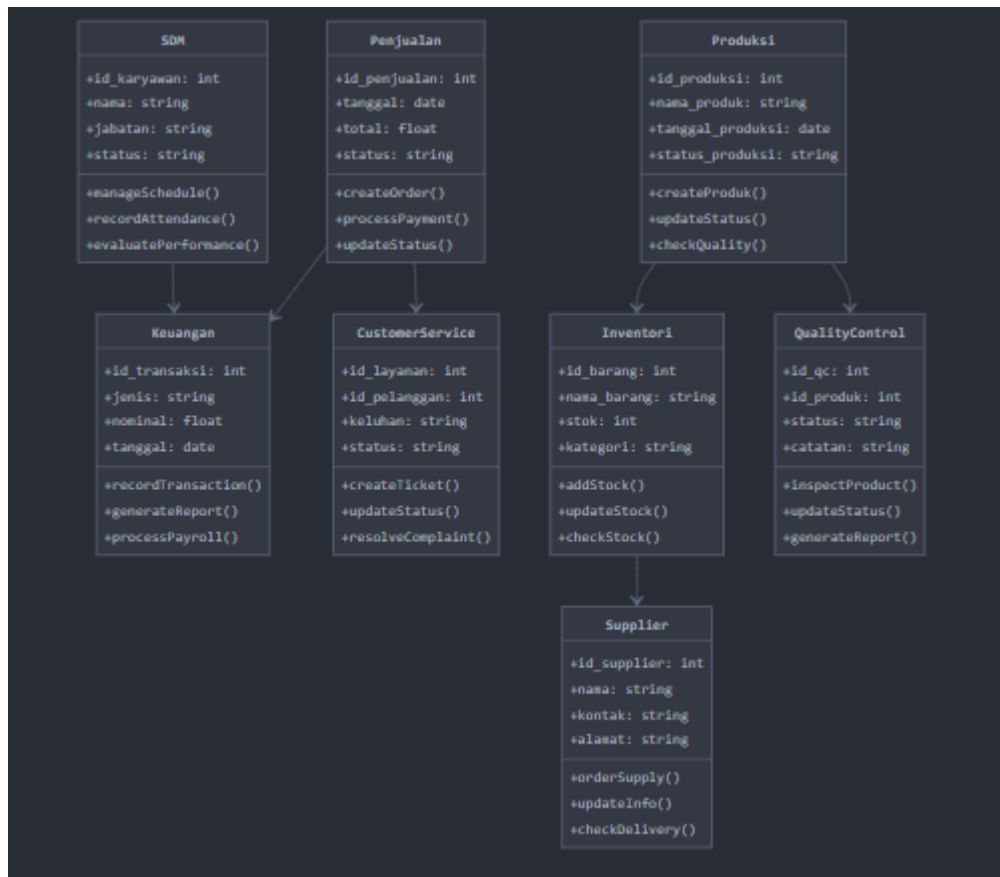 SDM
+id_karyawan: int
+nama: string
+jabatan: string
+status: string
+manageSchedule()
+recordAttendance()
+evaluatePerformance()
Penjualan
+id_penjualan: int
+tanggal: date
+total: float
+status: string
+createOrder()
+processPayment()
+updateStatus()
Produksi
+id_produksi: int
+nama_produk: string
+tanggal_produksi: date
+status_produksi: string
+createProduk()
+updateStatus()
+checkQuality()
Keuangan
+id_transaksi: int
+jenis: string
+nominal: float
+tanggal: date
+recordTransaction()
+generateReport()
+processPayroll()
CustomerService
+id_layanan: int
+id_pelanggan: int
+keluhan: string
+status: string
+createTicket()
+updateStatus()
+resolveComplaint()
Inventori
+id_barang: int
+nama_barang: string
+stok: int
+kategori: string
+addStock()
+updateStock()
+checkStock()
QualityControl
+id_qc: int
+id_produk: int
+status: string
+catatan: string
+inspectProduct()
+updateStatus()
+generateReport()
Supplier
+id_supplier: int
+nama: string
+kontak: string
+alamat: string
+orderSupply()
+updateInfo()
+checkDelivery()